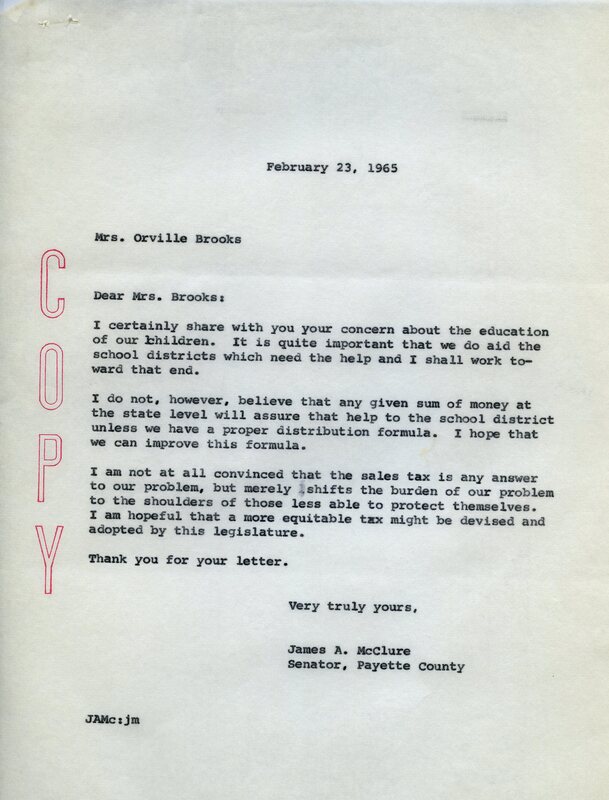 February 23, 1965
Mrs. Orville Brooks
COPY
Dear Mrs. Brooks:
I certainly share with you your concern about the education
of our children. It is quite important that we do aid the
school districts which need the help and I shall work to-
ward that end.
I do not, however, believe that any given sum of money at
the state level will assure that help to the school district
unless we have a proper distribution formula. I hope that
we can improve this formula.
I am not at all convinced that the sales tax is any answer
to our problem, but merely shifts the burden of our problem
to the shoulders of those less able to protect themselves.
I am hopeful that a more equitable tax might be devised and
adopted by this legislature.
Thank you for your letter.
Very truly yours,
James A. McClure
Senator, Payette County
JAMc:jm